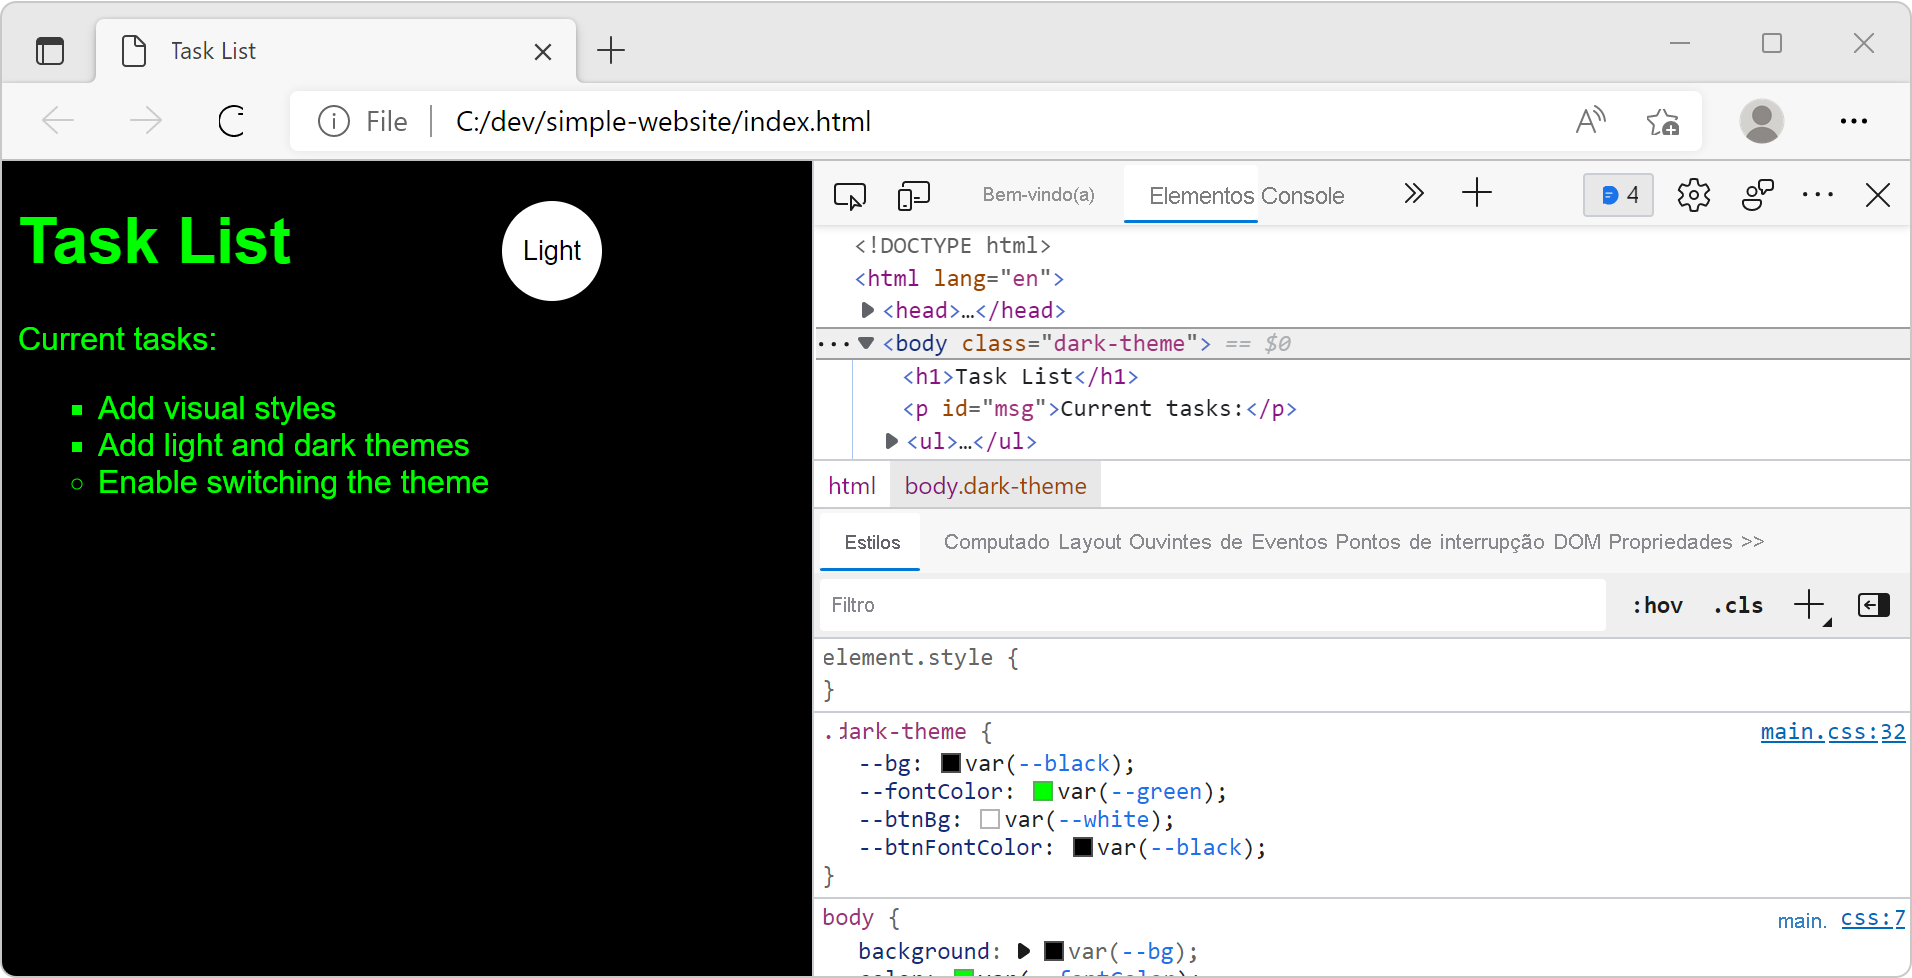 Task List
File
C:/dev/simple-website/index.html
Task List
Light
Current tasks:
Add visual styles
Add light and dark themes
Enable switching the theme
Bem-vindo(a)
Elementos Console
4
<!DOCTYPE html>
<html lang="en">
<head>…</head>
<body class="dark-theme"> == $0
<h1>Task List</h1>
<p id="msg">Current tasks:</p>
<ul>…</ul>
html body.dark-theme
Estilos Computado Layout Ouvintes de Eventos Pontos de interrupção DOM Propriedades >>
Filtro :hov .cls
element.style {
}
.dark-theme { main.css:32
--bg: var(--black);
--fontColor: var(--green);
--btnBg: var(--white);
--btnFontColor: var(--black);
}
body { main. css:7
background: var(--bg);
color: var(--fontColor);